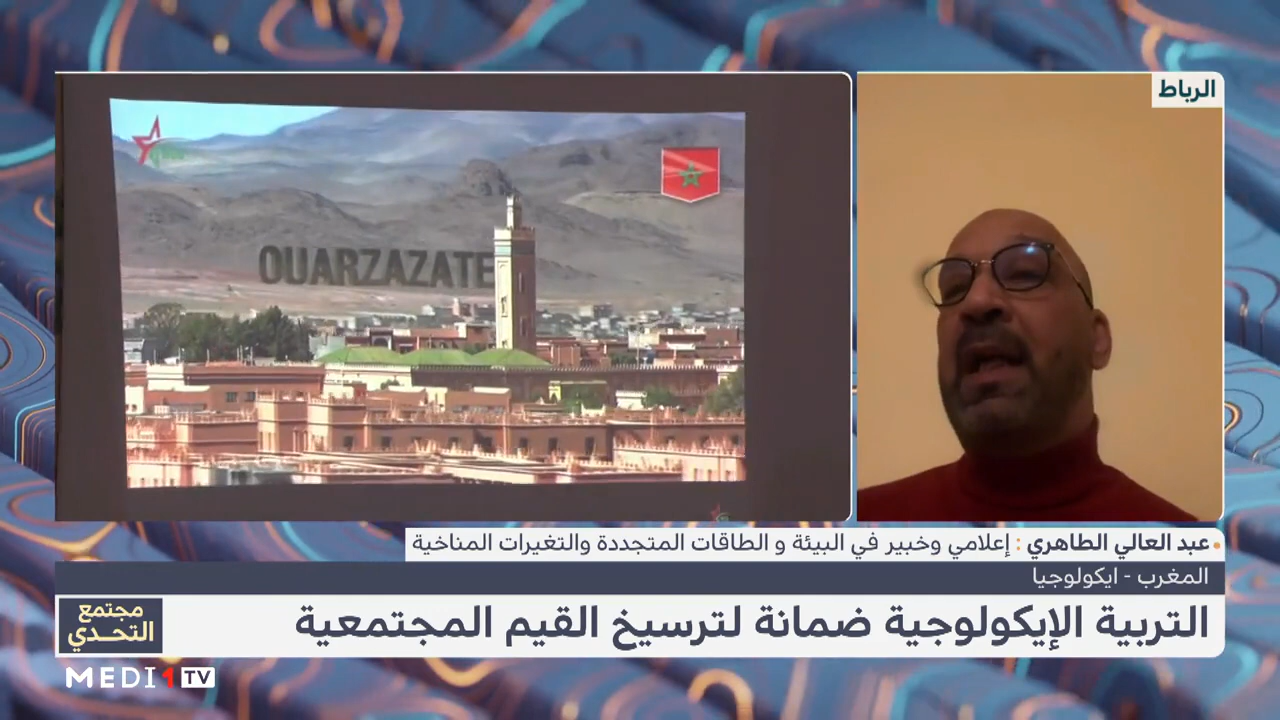 الرباط
OUARZAZATE
عبد العالي الطاهري : إعلامي وخبير في البيئة و الطاقات المتجددة والتغيرات المناخية
المغرب - ايكولوجيا
التربية الإيكولوجية ضمانة لترسيخ القيم المجتمعية
مجتمع
التحدي
MEDI1TV